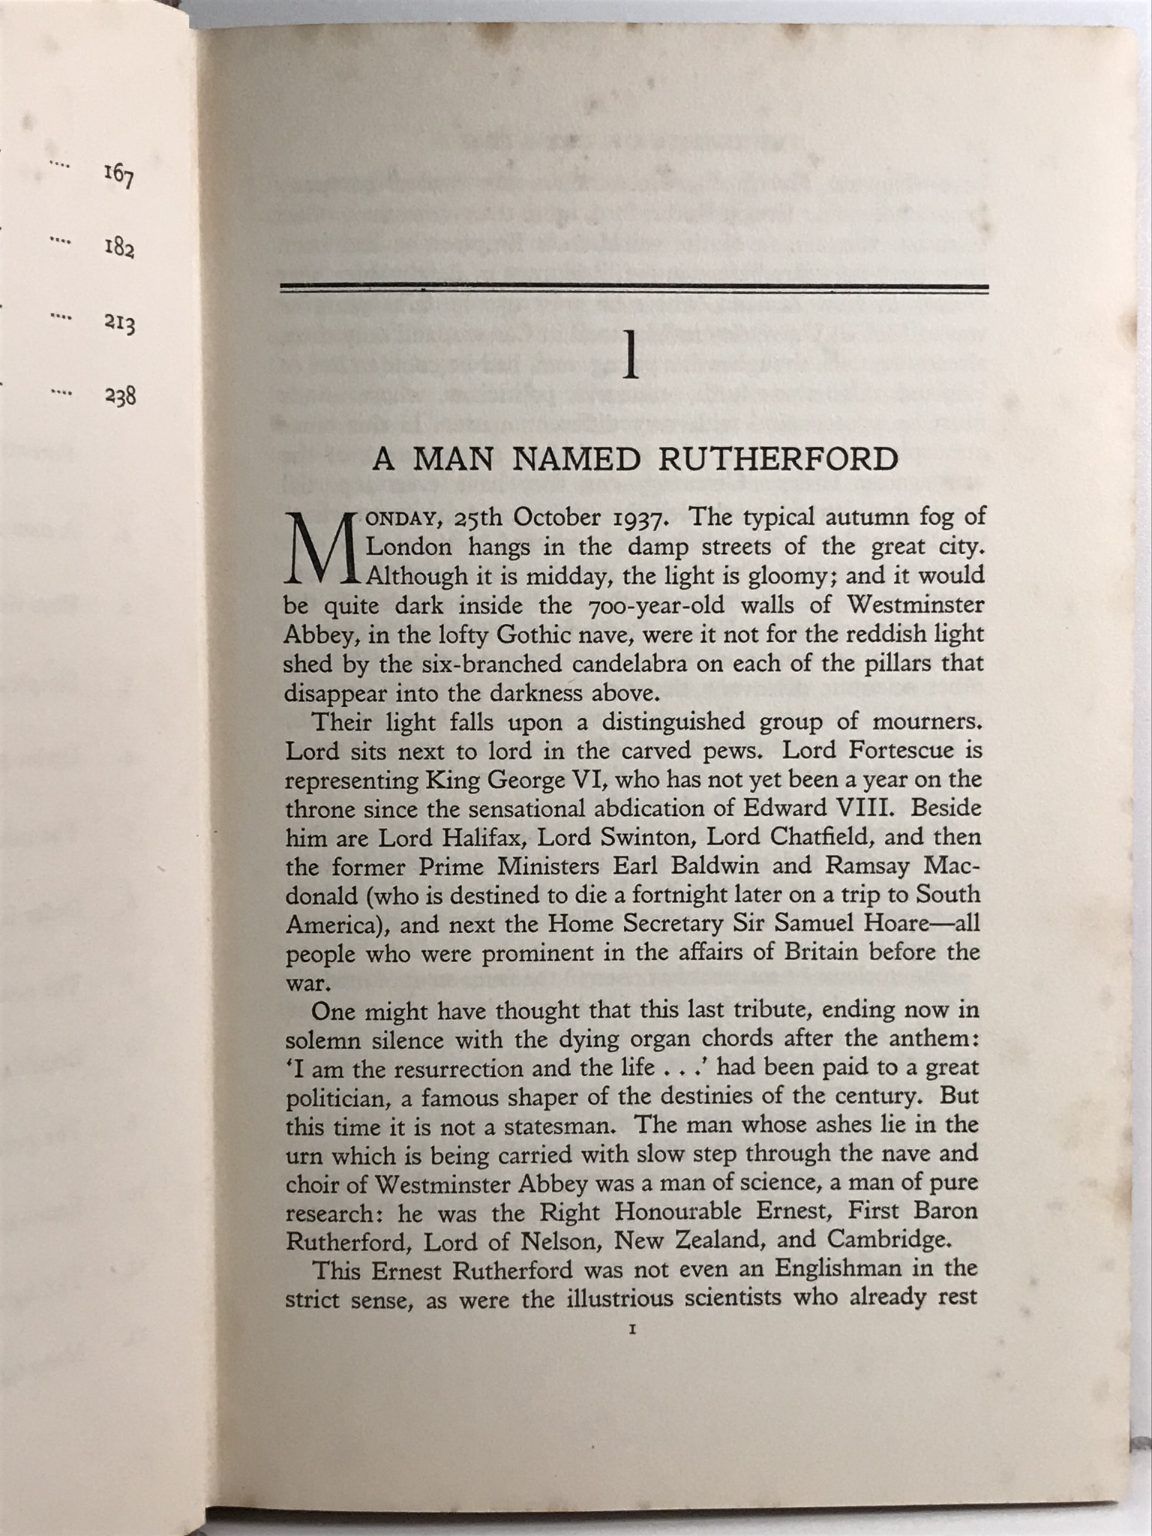 .... 167
.... 182
.... 213
.... 238
1
A MAN NAMED RUTHERFORD
MONDAY, 25th October 1937. The typical autumn fog of
London hangs in the damp streets of the great city.
Although it is midday, the light is gloomy; and it would
be quite dark inside the 700-year-old walls of Westminster
Abbey, in the lofty Gothic nave, were it not for the reddish light
shed by the six-branched candelabra on each of the pillars that
disappear into the darkness above.
Their light falls upon a distinguished group of mourners.
Lord sits next to lord in the carved pews. Lord Fortescue is
representing King George VI, who has not yet been a year on the
throne since the sensational abdication of Edward VIII. Beside
him are Lord Halifax, Lord Swinton, Lord Chatfield, and then
the former Prime Ministers Earl Baldwin and Ramsay Mac-
donald (who is destined to die a fortnight later on a trip to South
America), and next the Home Secretary Sir Samuel Hoare—all
people who were prominent in the affairs of Britain before the
war.
One might have thought that this last tribute, ending now in
solemn silence with the dying organ chords after the anthem:
‘I am the resurrection and the life . . .’ had been paid to a great
politician, a famous shaper of the destinies of the century. But
this time it is not a statesman. The man whose ashes lie in the
urn which is being carried with slow step through the nave and
choir of Westminster Abbey was a man of science, a man of pure
research: he was the Right Honourable Ernest, First Baron
Rutherford, Lord of Nelson, New Zealand, and Cambridge.
This Ernest Rutherford was not even an Englishman in the
strict sense, as were the illustrious scientists who already rest
1